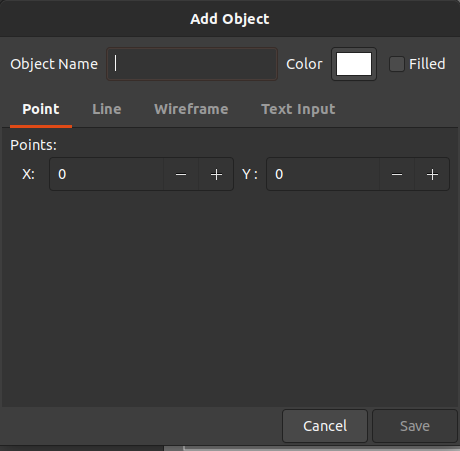 Add Object
Object Name Color Filled
Point Line Wireframe Text Input
Points:
X: 0 − + Y : 0 − +
Cancel Save